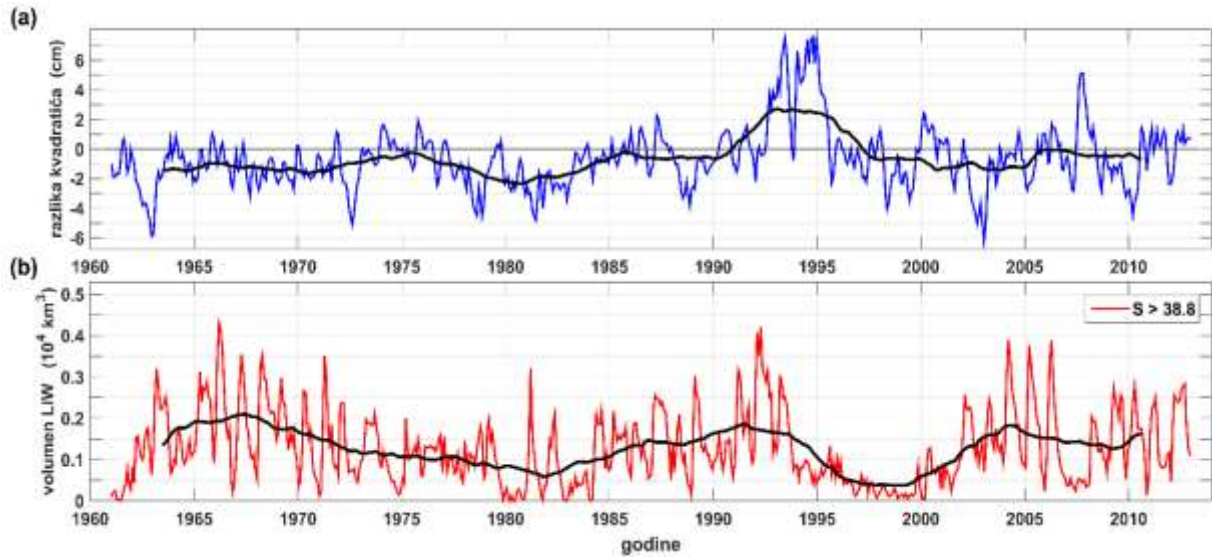 (a)
razlika kvadratića (cm)
6
4
2
0
-2
-4
-6
1960 1965 1970 1975 1980 1985 1990 1995 2000 2005 2010
(b)
volumen LIW (10⁴ km³)
0.5
0.4
0.3
0.2
0.1
0
S > 38.8
1960 1965 1970 1975 1980 1985 1990 1995 2000 2005 2010
godine